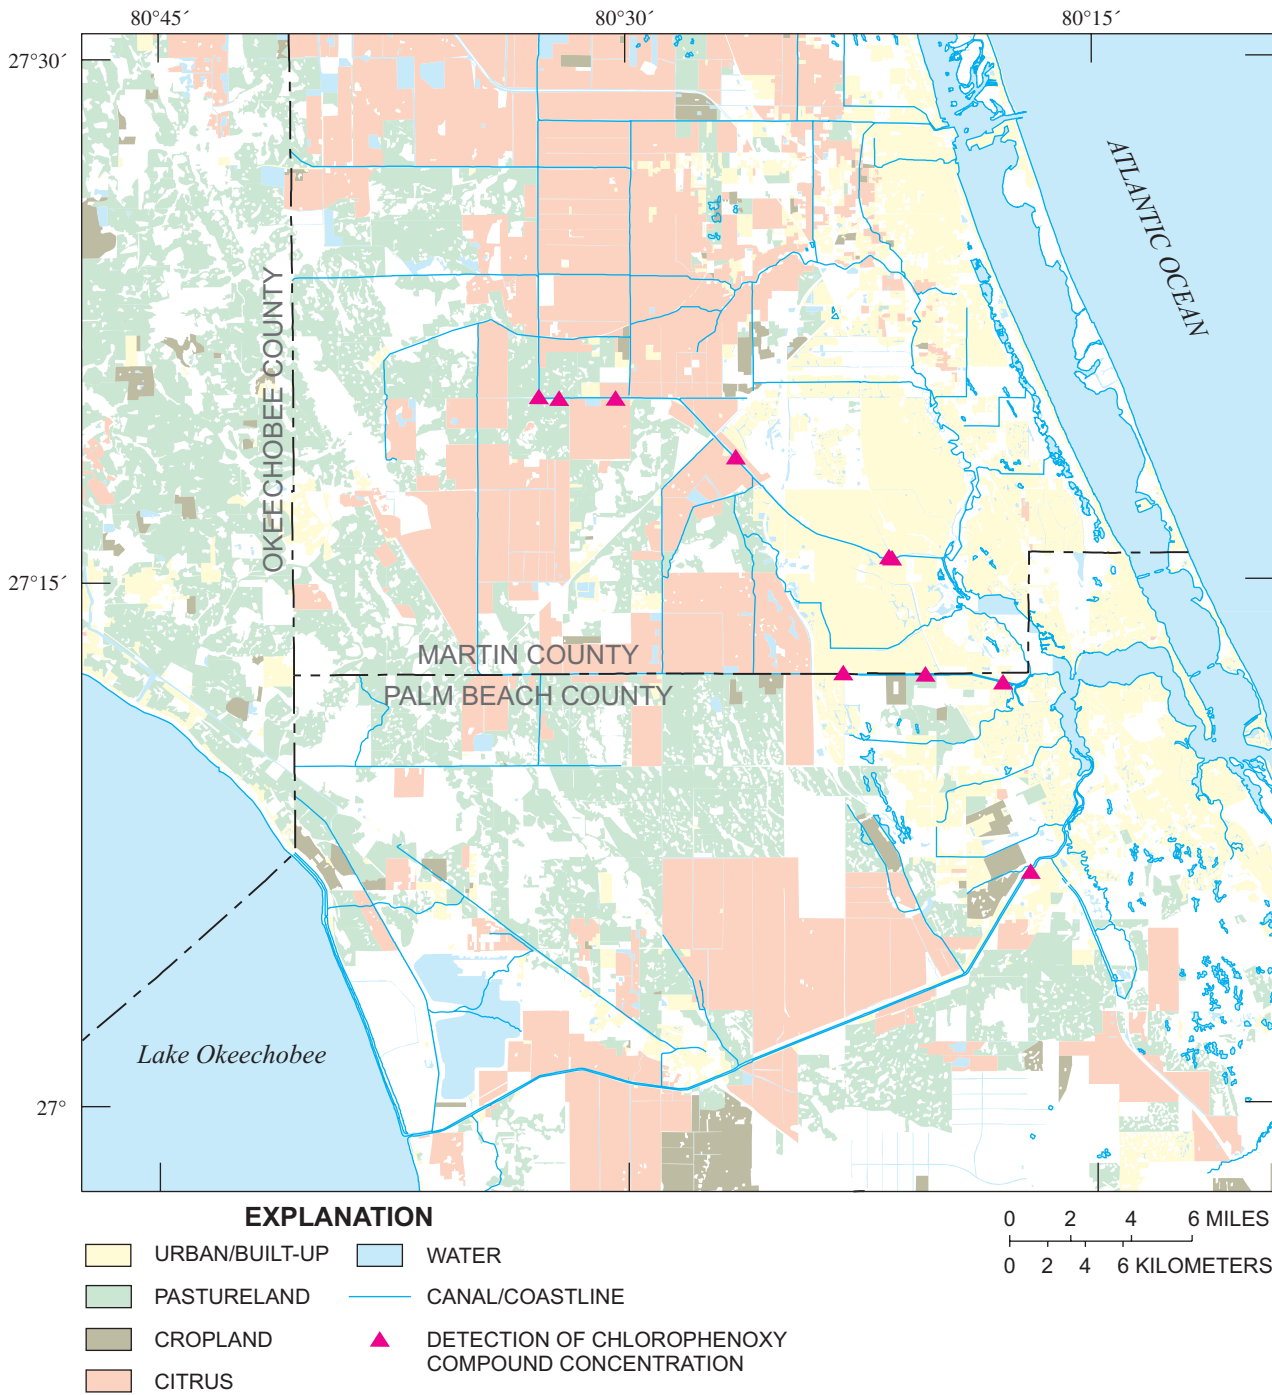 80°45´ 80°30´ 80°15´
27°30´
ATLANTIC OCEAN
OKEECHOBEE COUNTY
27°15´
MARTIN COUNTY
PALM BEACH COUNTY
Lake Okeechobee
27°
EXPLANATION
URBAN/BUILT-UP
PASTURELAND
CROPLAND
CITRUS
WATER
CANAL/COASTLINE
DETECTION OF CHLOROPHENOXY
COMPOUND CONCENTRATION
0 2 4 6 MILES
0 2 4 6 KILOMETERS